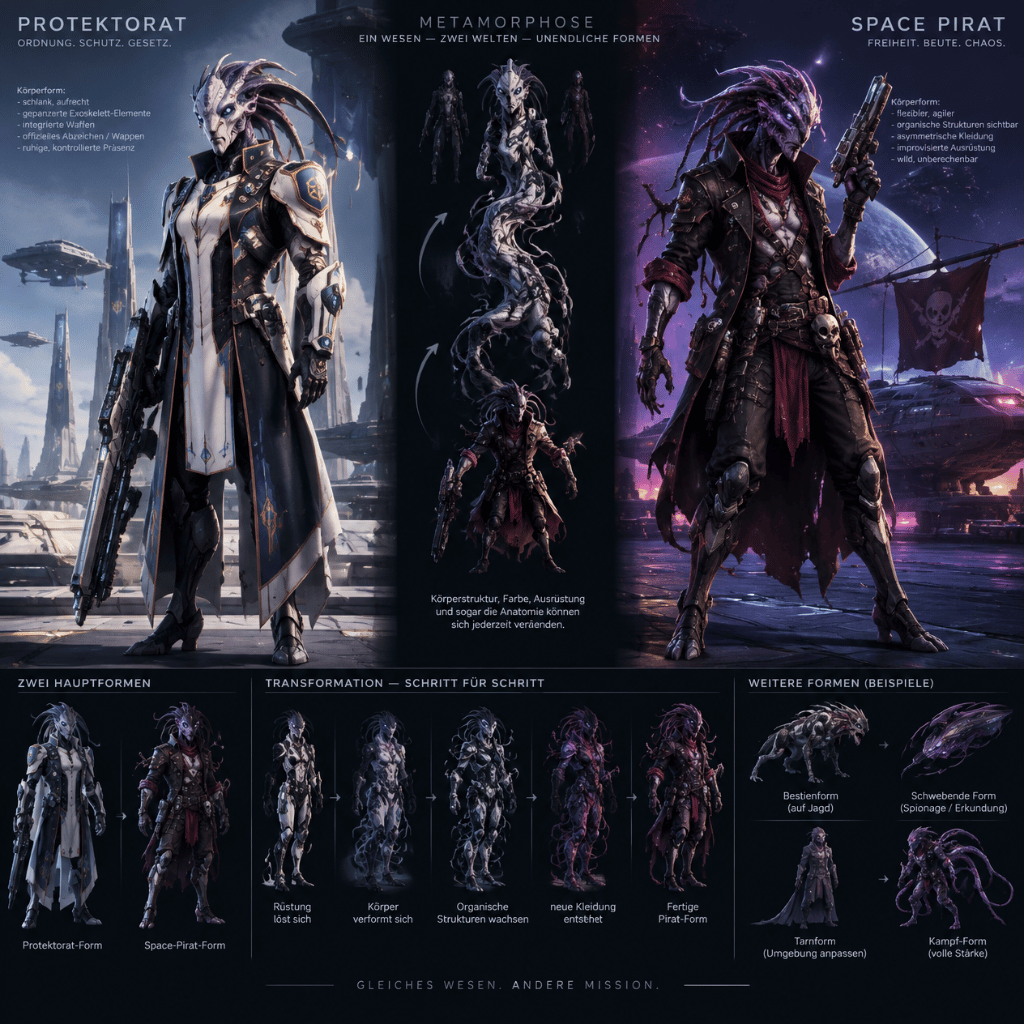 PROTEKTORAT
ORDNUNG. SCHUTZ. GESETZ.
Körperform:
- schlank, aufrecht
- gepanzerte Exoskelett-Elemente
- integrierte Waffen
- offizielles Abzeichen / Wappen
- ruhige, kontrollierte Präsenz
METAMORPHOSE
EIN WESEN — ZWEI WELTEN — UNENDLICHE FORMEN
SPACE PIRAT
FREIHEIT. BEUTE. CHAOS.
Körperform:
- flexibler, agiler
- organische Strukturen sichtbar
- asymmetrische Kleidung
- improvisierte Ausrüstung
- wild, unberechenbar
Körperstruktur, Farbe, Ausrüstung
und sogar die Anatomie können
sich jederzeit verändenden.
ZWEI HAUPTFORMEN
Protektorat-Form
Space-Pirat-Form
TRANSFORMATION — SCHRITT FÜR SCHRITT
Rüstung
löst sich
Körper
verformt sich
Organische
Strukturen wachsen
neue Kleidung
entsthet
Fertige
Pirat-Form
WEITERE FORMEN (BEISPIELE)
Bestienform
(auf Jagd)
Schwebende Form
(Spionage / Erkundung)
Tarnform
(Umgebung anpassen)
Kampf-Form
(volle Stärke)
GLEICHES WESEN. ANDERE MISSION.